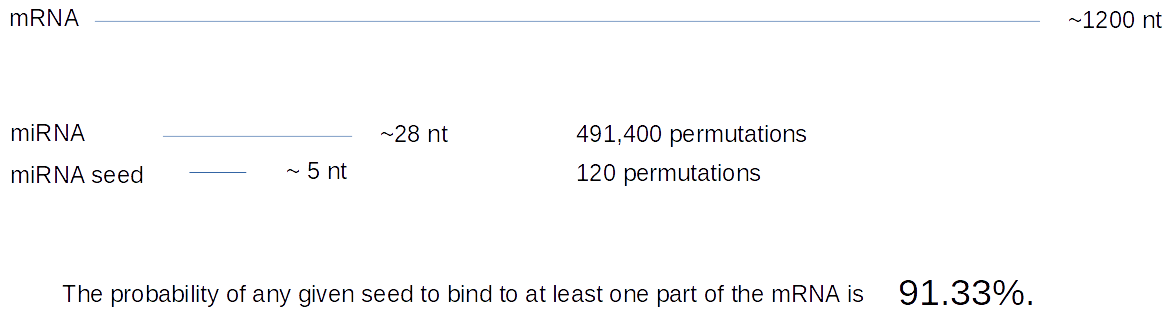 mRNA ~1200 nt
miRNA ~28 nt 491,400 permutations
miRNA seed ~ 5 nt 120 permutations
The probability of any given seed to bind to at least one part of the mRNA is 91.33%.